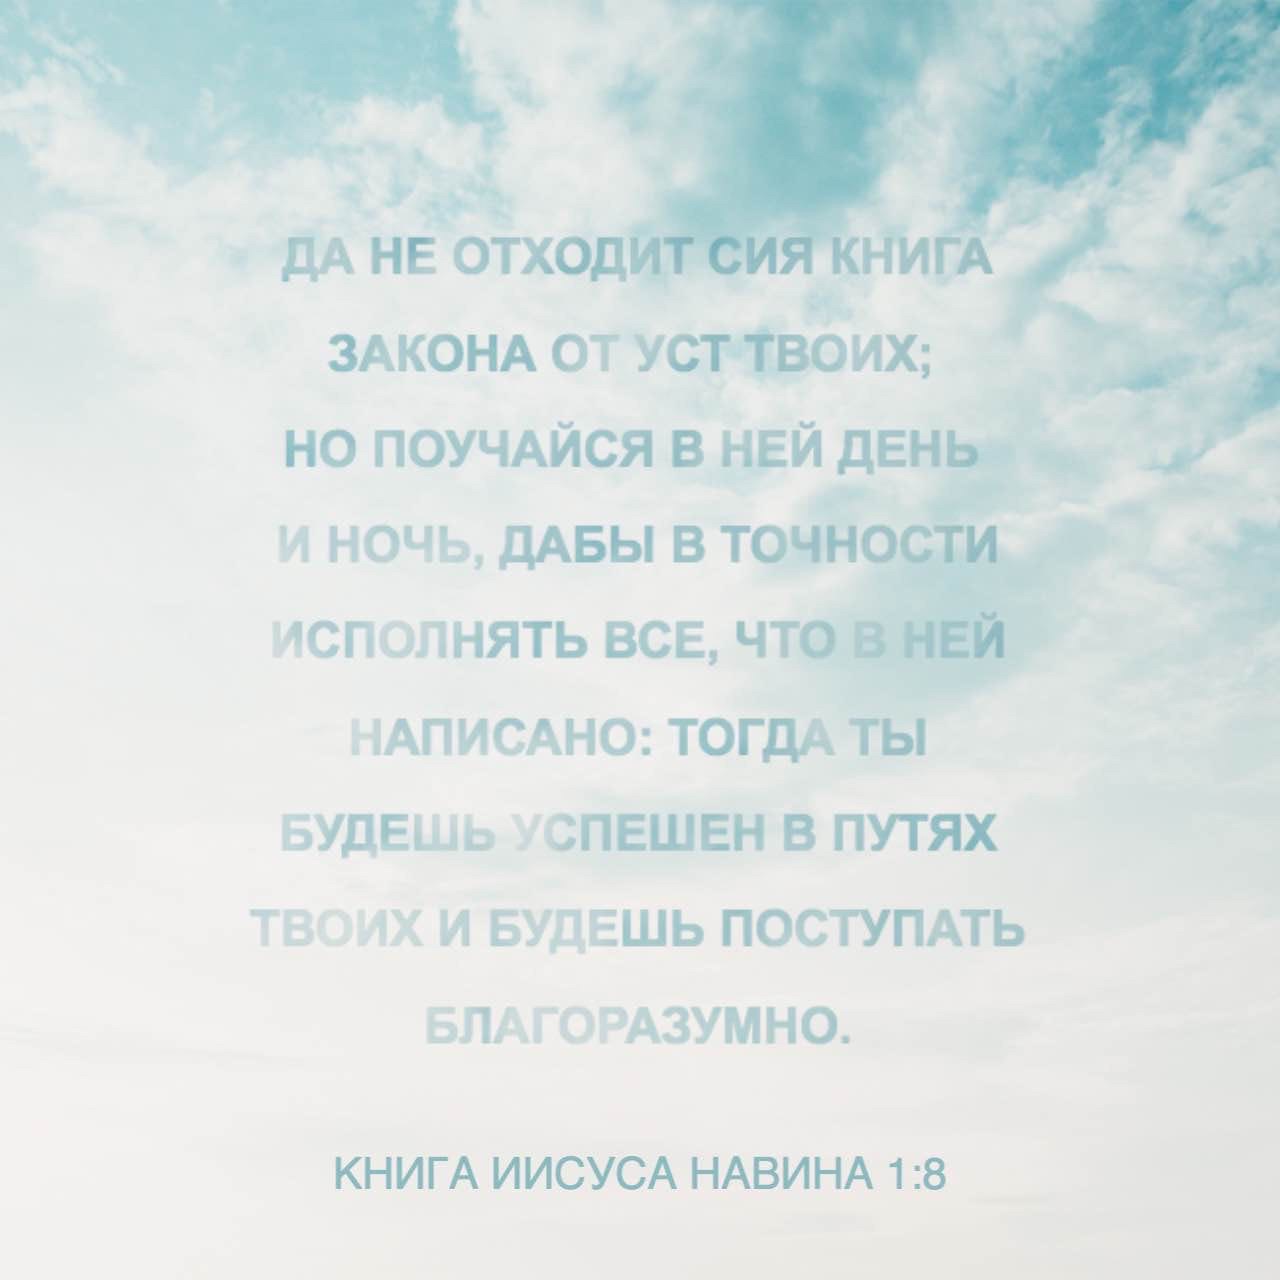 ДА НЕ ОТХОДИТ СИЯ КНИГА
ЗАКОНА ОТ УСТ ТВОИХ;
НО ПОУЧАЙСЯ В НЕЙ ДЕНЬ
И НОЧЬ, ДАБЫ В ТОЧНОСТИ
ИСПОЛНЯТЬ ВСЕ, ЧТО В НЕЙ
НАПИСАНО: ТОГДА ТЫ
БУДЕШЬ УСПЕШЕН В ПУТЯХ
ТВОИХ И БУДЕШЬ ПОСТУПАТЬ
БЛАГОРАЗУМНО.
КНИГА ИИСУСА НАВИНА 1:8